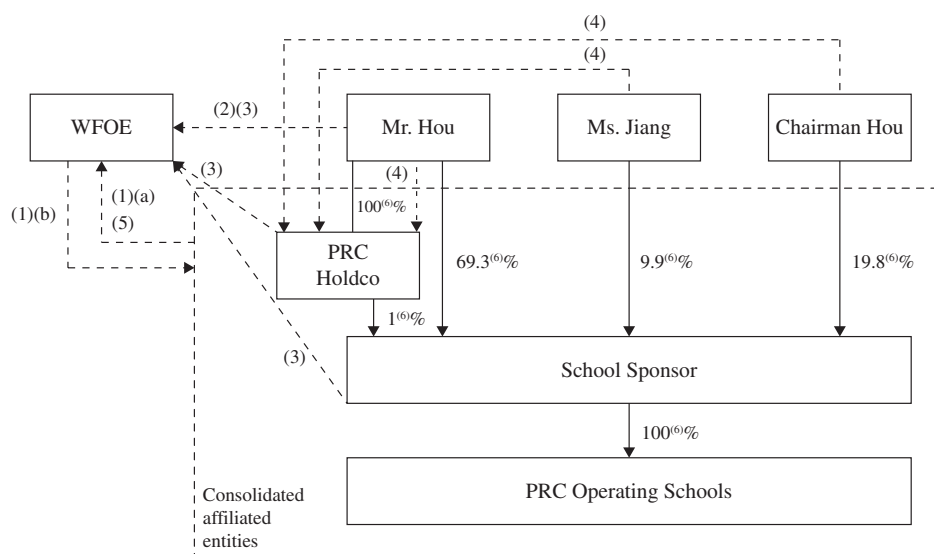 (4)
(4)
WFOE
(2)(3)
Mr. Hou
Ms. Jiang
Chairman Hou
(3)
(4)
(1)(b)
(1)(a)
(5)
100(6)%
PRC
Holdco
69.3(6)%
9.9(6)%
19.8(6)%
1(6)%
(3)
School Sponsor
100(6)%
PRC Operating Schools
Consolidated
affiliated
entities